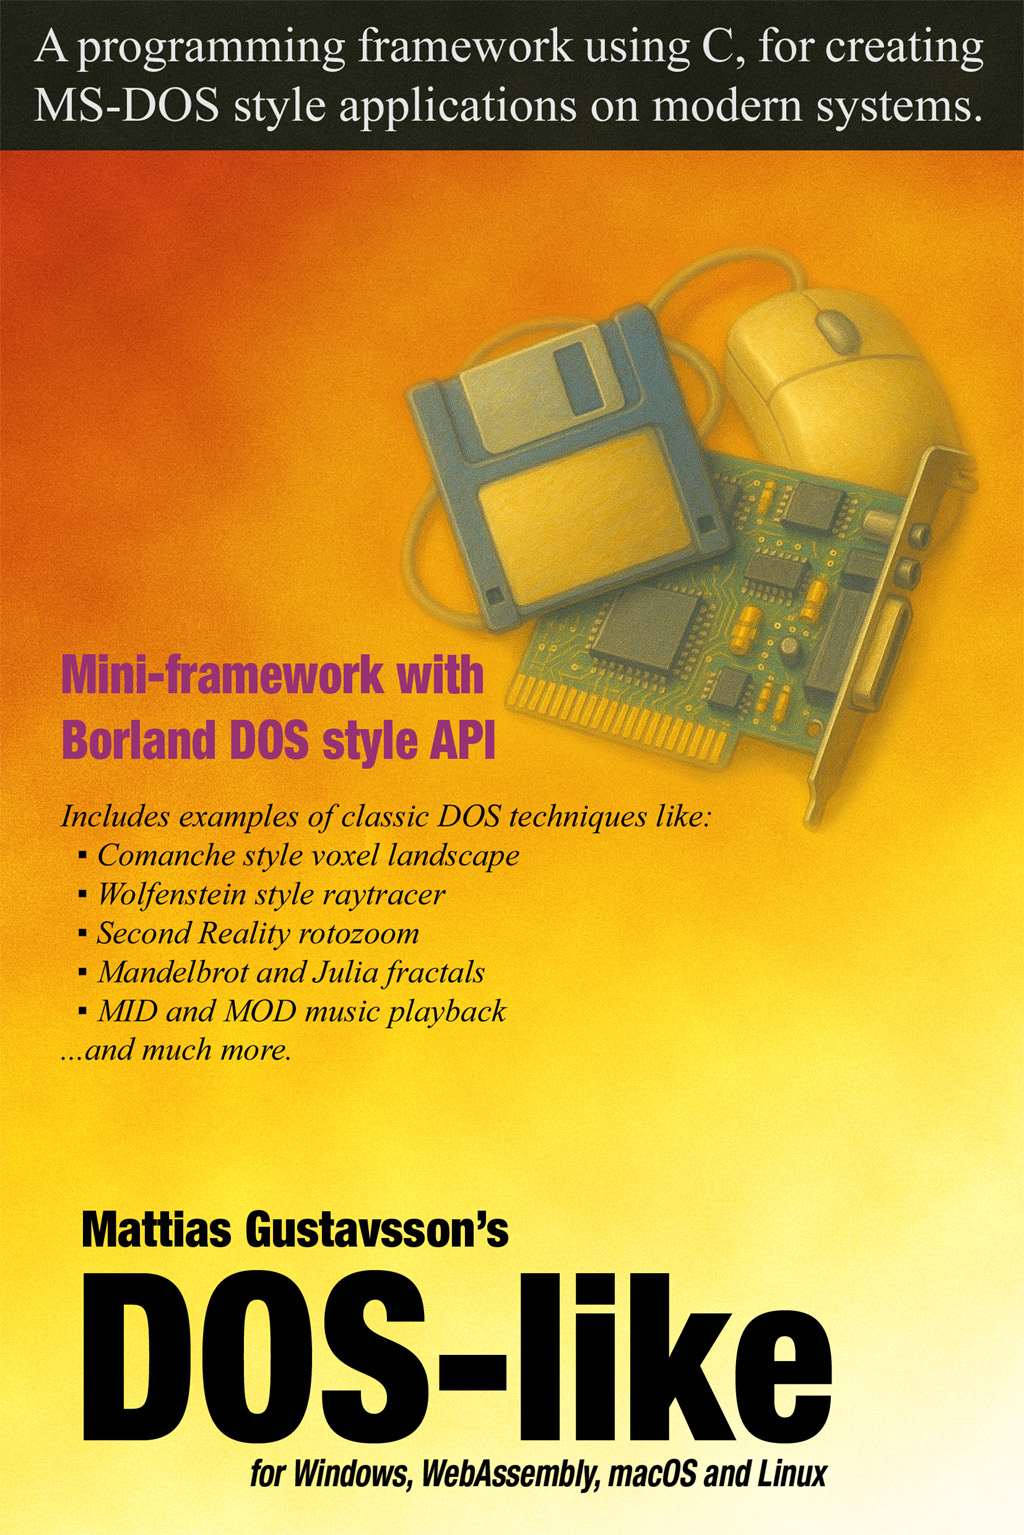 A programming framework using C, for creating
MS-DOS style applications on modern systems.
Mini-framework with
Borland DOS style API
Includes examples of classic DOS techniques like:
▪ Comanche style voxel landscape
▪ Wolfenstein style raytracer
▪ Second Reality rotozoom
▪ Mandelbrot and Julia fractals
▪ MID and MOD music playback
...and much more.
Mattias Gustavsson's
DOS-like
for Windows, WebAssembly, macOS and Linux